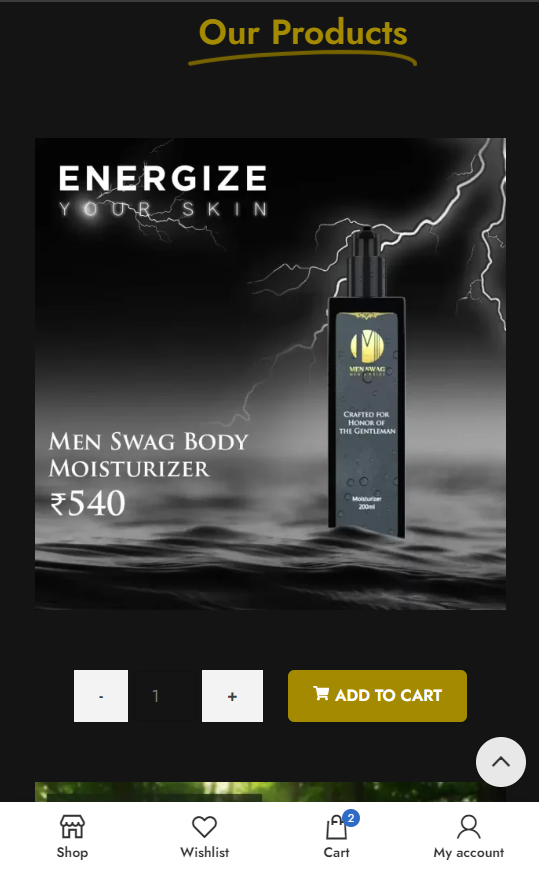 Our Products
ENERGIZE
YOUR SKIN
MEN SWAG
CRAFTED FOR
HONOR OF
THE GENTLEMAN
MEN SWAG BODY
MOISTURIZER
₹540
Moisturizer
200ml
- 1 + ADD TO CART
2
Shop Wishlist Cart My account